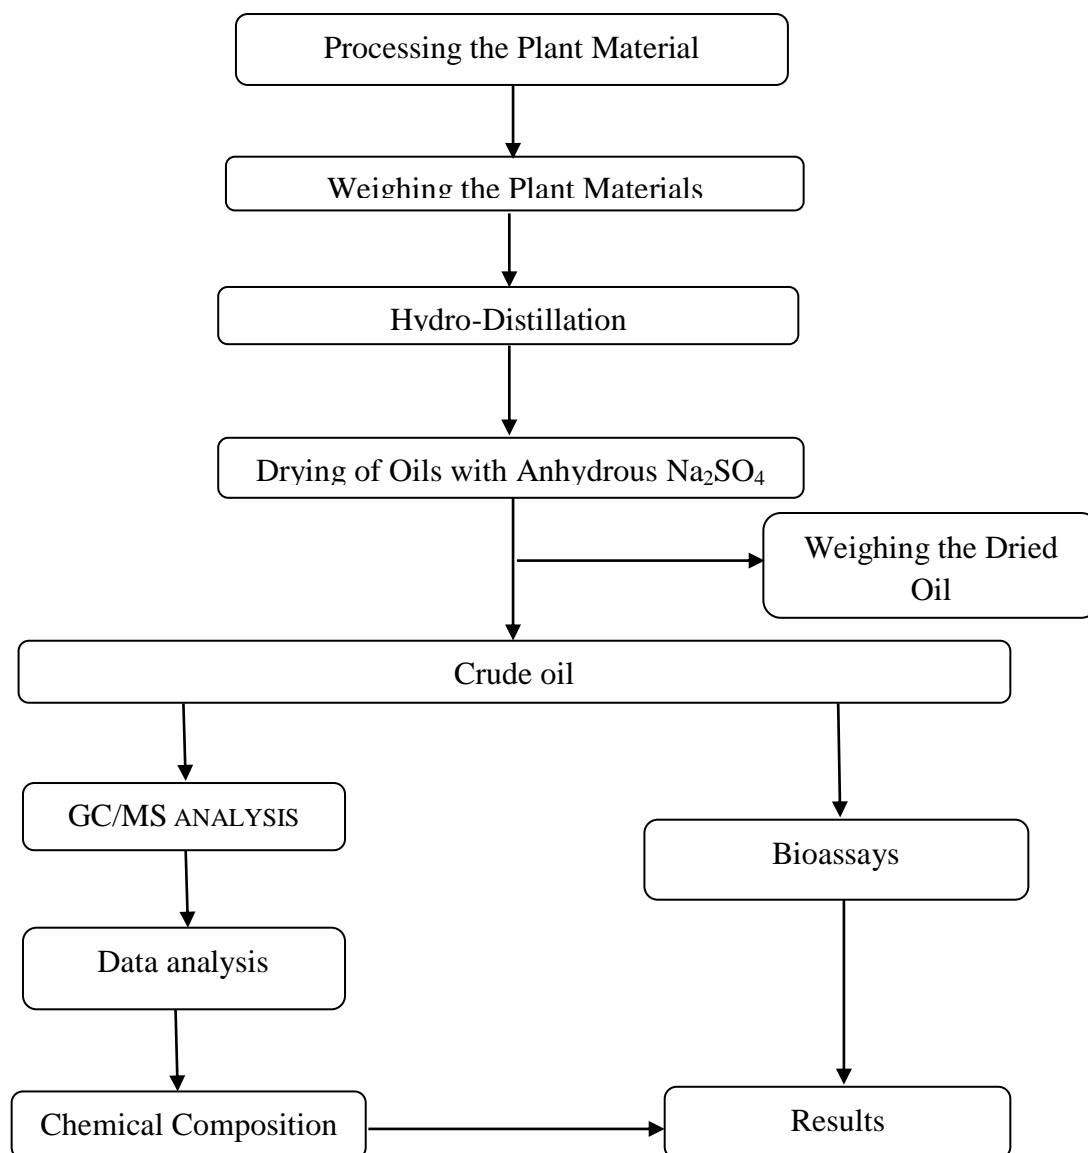 Processing the Plant Material
Weighing the Plant Materials
Hydro-Distillation
Drying of Oils with Anhydrous Na₂SO₄
Weighing the Dried
Oil
Crude oil
GC/MS ANALYSIS
Bioassays
Data analysis
Chemical Composition
Results